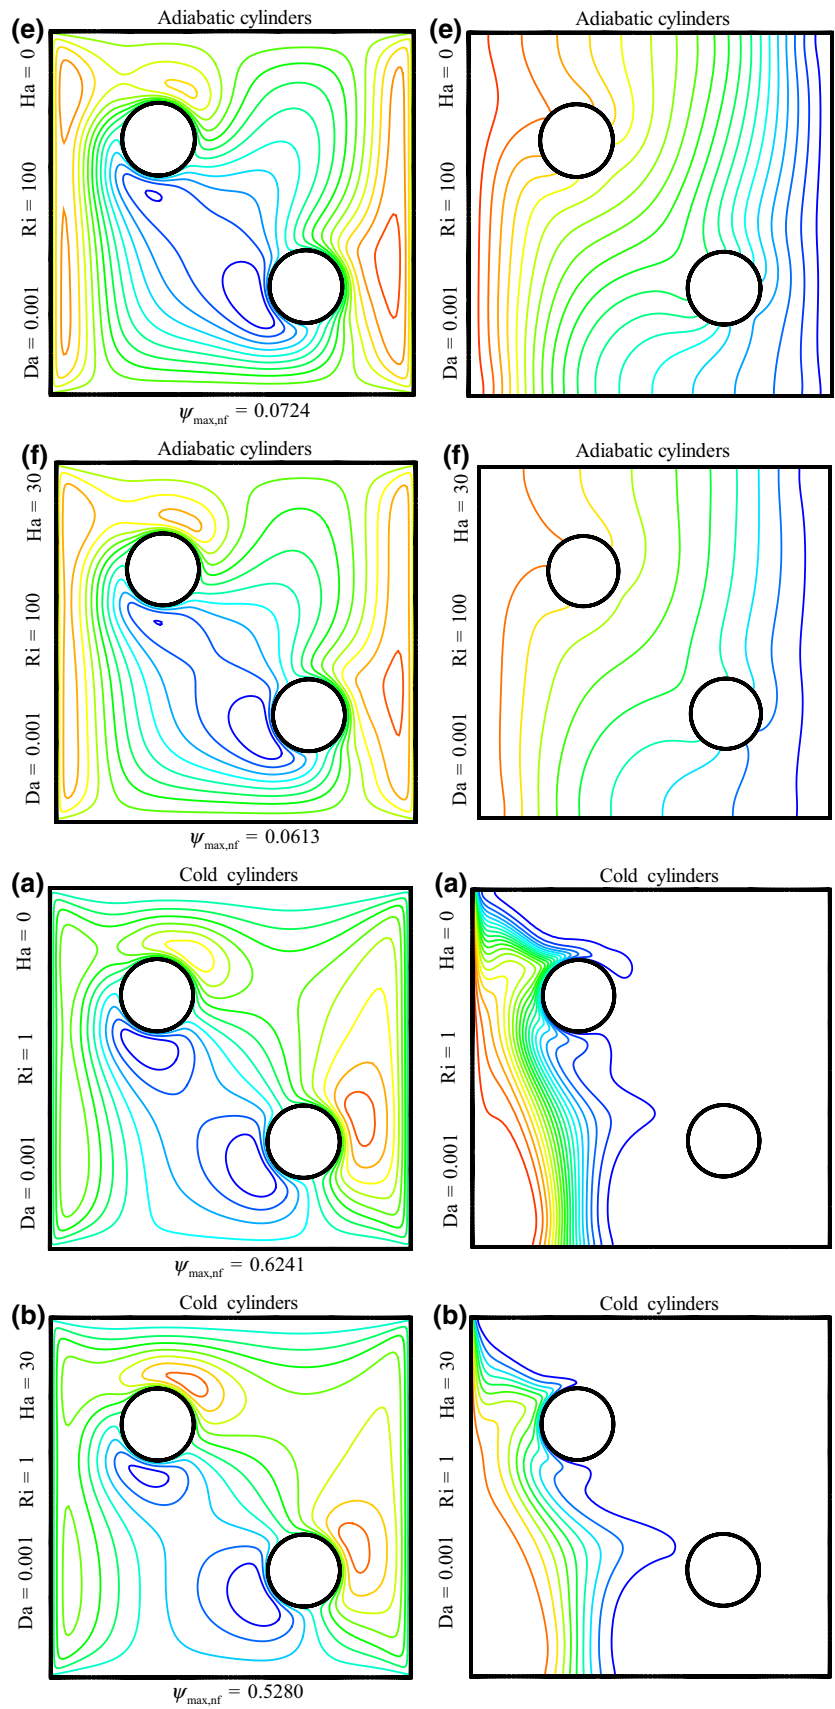 (e) Adiabatic cylinders
Ha = 0
Ri = 100
Da = 0.001
ψmax,nf = 0.0724
(e) Adiabatic cylinders
Ha = 0
Ri = 100
Da = 0.001
(f) Adiabatic cylinders
Ha = 30
Ri = 100
Da = 0.001
ψmax,nf = 0.0613
(f) Adiabatic cylinders
Ha = 30
Ri = 100
Da = 0.001
(a) Cold cylinders
Ha = 0
Ri = 1
Da = 0.001
ψmax,nf = 0.6241
(a) Cold cylinders
Ha = 0
Ri = 1
Da = 0.001
(b) Cold cylinders
Ha = 30
Ri = 1
Da = 0.001
ψmax,nf = 0.5280
(b) Cold cylinders
Ha = 30
Ri = 1
Da = 0.001